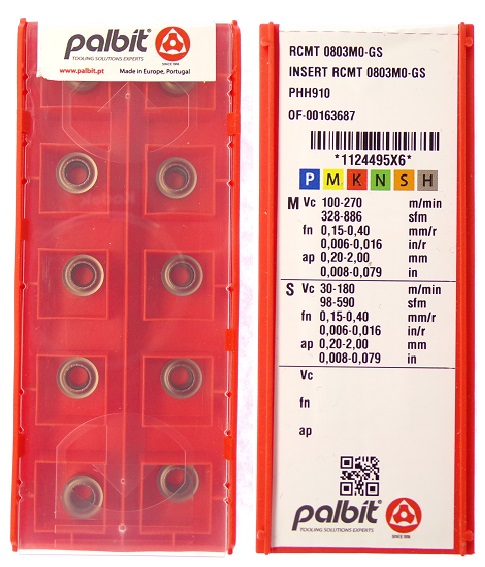 palbit
TOOLING SOLUTIONS EXPERTS
SINCE 1916
www.palbit.pt Made in Europe, Portugal
RCMT 0803M0-GS
INSERT RCMT 0803M0-GS
PHH910
OF-00163687
*1124495X6*
P M K N S H
M Vc 100-270 m/min
328-886 sfm
fn 0,15-0,40 mm/r
0,006-0,016 in/r
ap 0,20-2,00 mm
0,008-0,079 in
S Vc 30-180 m/min
98-590 sfm
fn 0,15-0,40 mm/r
0,006-0,016 in/r
ap 0,20-2,00 mm
0,008-0,079 in
Vc
fn
ap
palbit
TOOLING SOLUTIONS EXPERTS
SINCE 1916